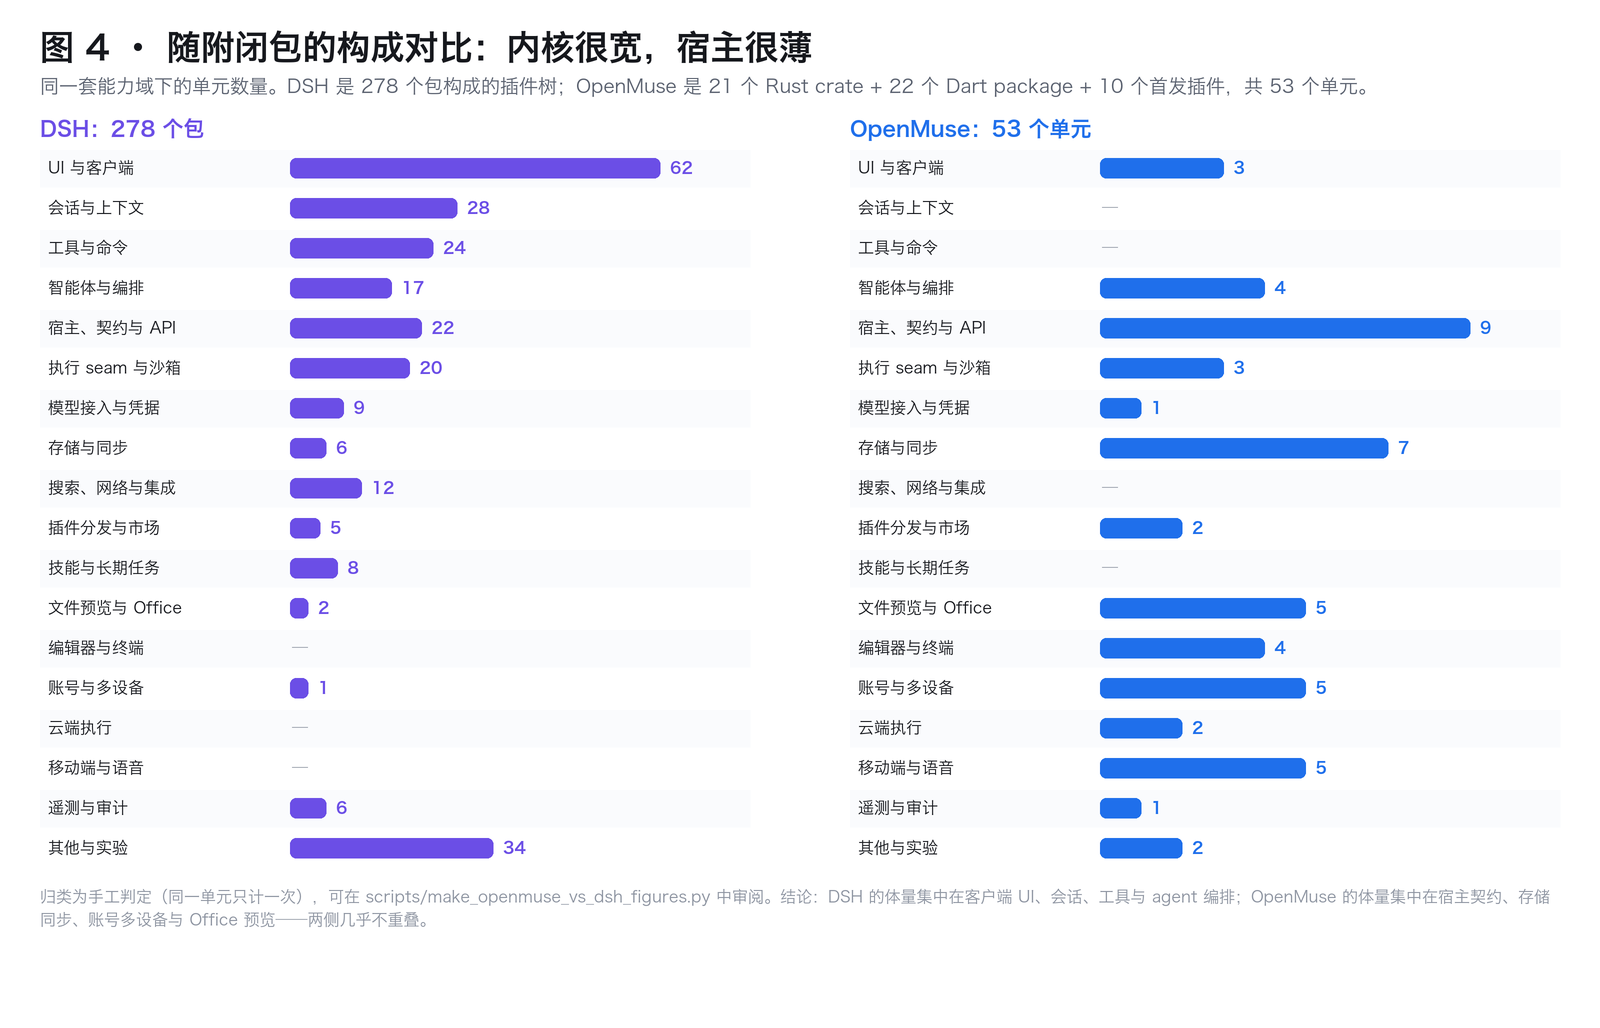 图 4 · 随附闭包的构成对比：内核很宽，宿主很薄
同一套能力域下的单元数量。DSH 是 278 个包构成的插件树；OpenMuse 是 21 个 Rust crate + 22 个 Dart package + 10 个首发插件，共 53 个单元。
DSH：278 个包
UI 与客户端 62
会话与上下文 28
工具与命令 24
智能体与编排 17
宿主、契约与 API 22
执行 seam 与沙箱 20
模型接入与凭据 9
存储与同步 6
搜索、网络与集成 12
插件分发与市场 5
技能与长期任务 8
文件预览与 Office 2
编辑器与终端 —
账号与多设备 1
云端执行 —
移动端与语音 —
遥测与审计 6
其他与实验 34
OpenMuse：53 个单元
UI 与客户端 3
会话与上下文 —
工具与命令 —
智能体与编排 4
宿主、契约与 API 9
执行 seam 与沙箱 3
模型接入与凭据 1
存储与同步 7
搜索、网络与集成 —
插件分发与市场 2
技能与长期任务 —
文件预览与 Office 5
编辑器与终端 4
账号与多设备 5
云端执行 2
移动端与语音 5
遥测与审计 1
其他与实验 2
归类为手工判定（同一单元只计一次），可在 scripts/make_openmuse_vs_dsh_figures.py 中审阅。结论：DSH 的体量集中在客户端 UI、会话、工具与 agent 编排；OpenMuse 的体量集中在宿主契约、存储
同步、账号多设备与 Office 预览——两侧几乎不重叠。